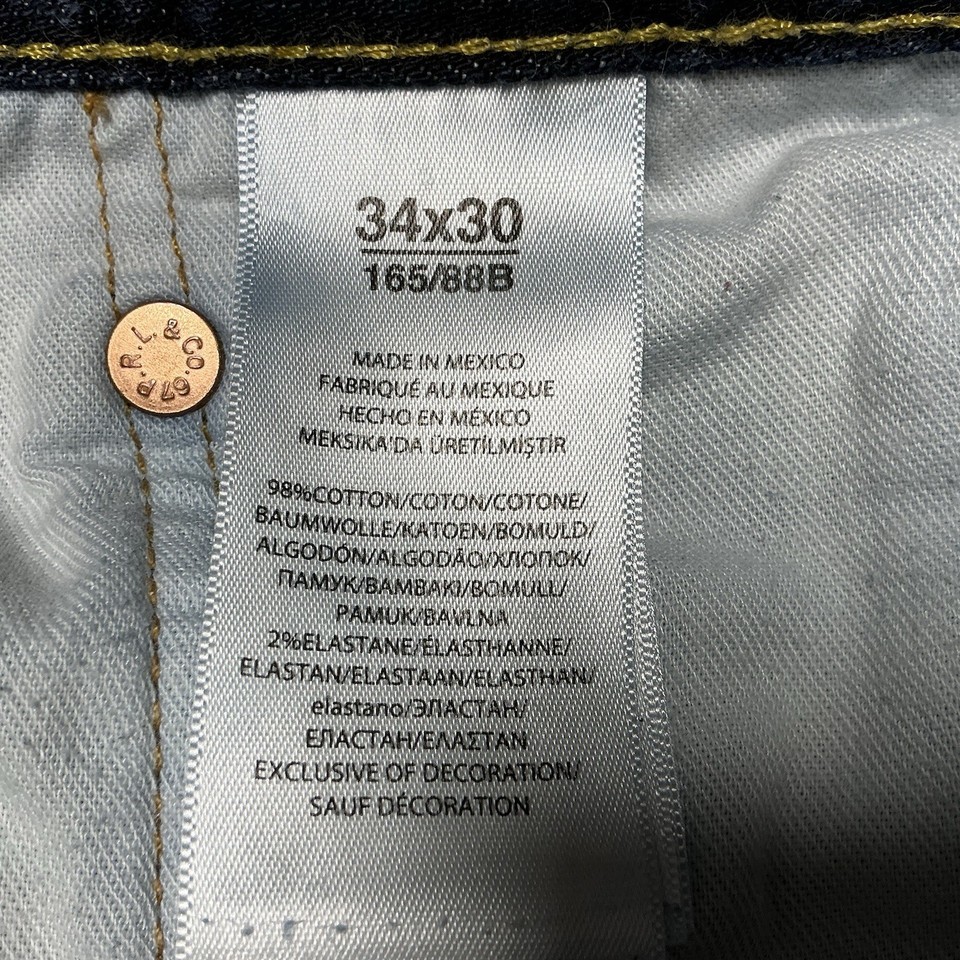 34x30
165/88B
P.R.L. & CO. 67
MADE IN MEXICO
FABRIQUÉ AU MEXIQUE
HECHO EN MÉXICO
MEKSİKA'DA ÜRETİLMİŞTİR
98%COTTON/COTON/COTONE/
BAUMWOLLE/KATOEN/BOMULD/
ALGODÓN/ALGODÃO/ХЛОПОК/
ПАМУК/ΒΑΜΒΑΚΙ/BOMULL/
PAMUK/BAVLNA
2%ELASTANE/ÉLASTHANNE/
ELASTAN/ELASTAAN/ELASTHAN/
elastano/ЭЛАСТАН/
ЕЛАСТАН/ΕΛΑΣΤΑΝ
EXCLUSIVE OF DECORATION/
SAUF DÉCORATION